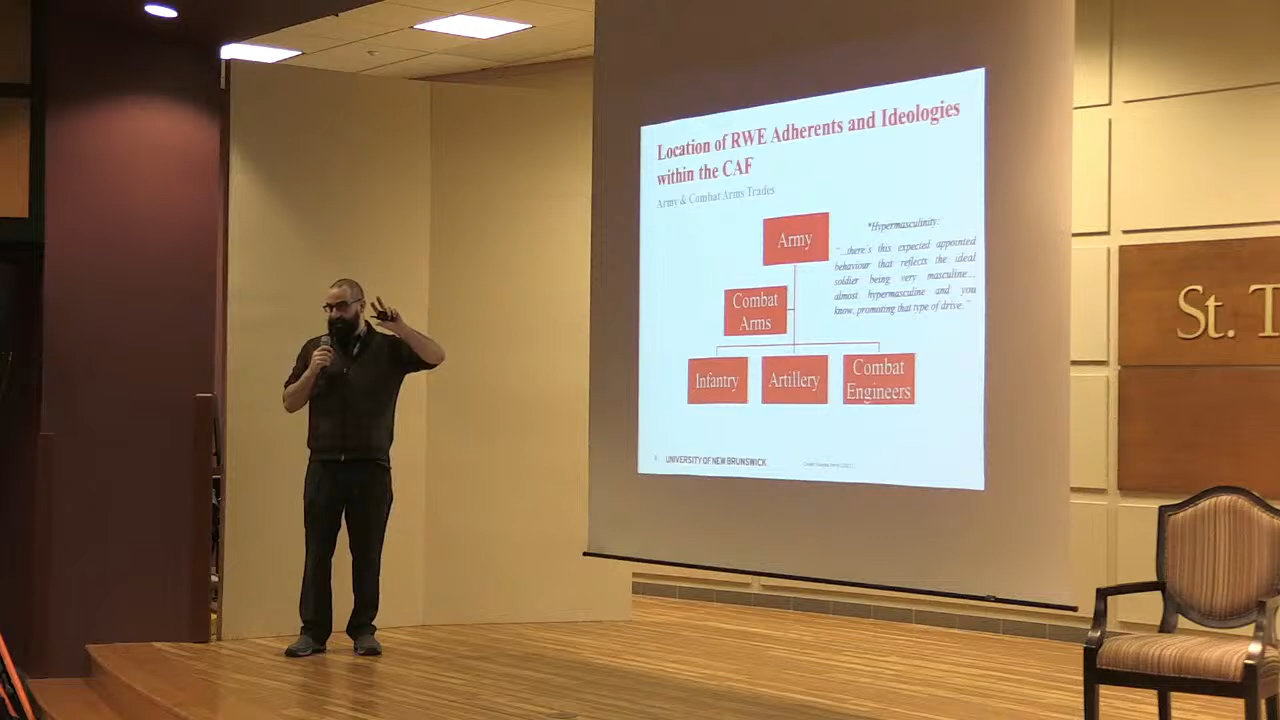 Location of RWE Adherents and Ideologies
within the CAF
Army & Combat Arms Trades
Army
*Hypermasculinity:
"...there's this expected appointed
behaviour that reflects the ideal
soldier being very masculine...
almost hypermasculine and you
know, promoting that type of drive."
Combat
Arms
Infantry
Artillery
Combat
Engineers
UNIVERSITY OF NEW BRUNSWICK
St. T